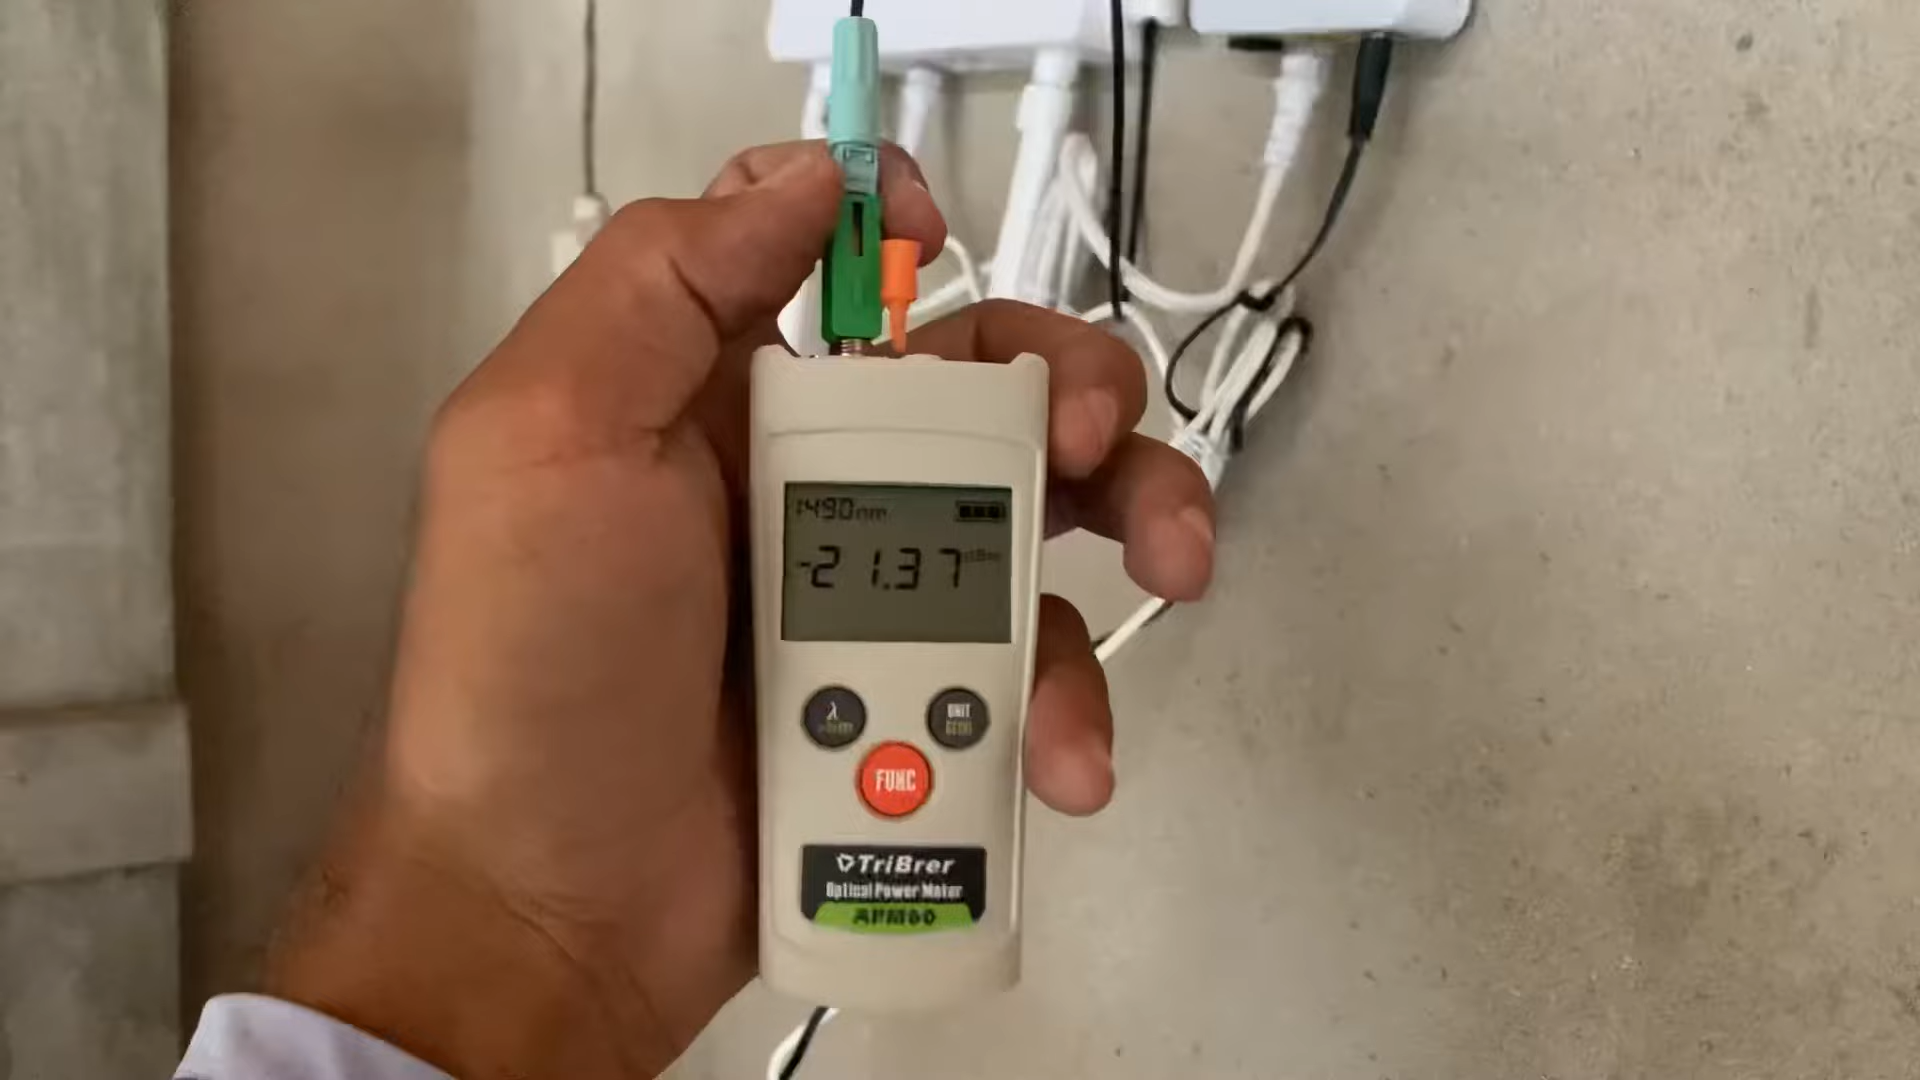 1490nm
-21.37 dBm
λ
UNIT
FUNC
TriBrer
Optical Power Meter